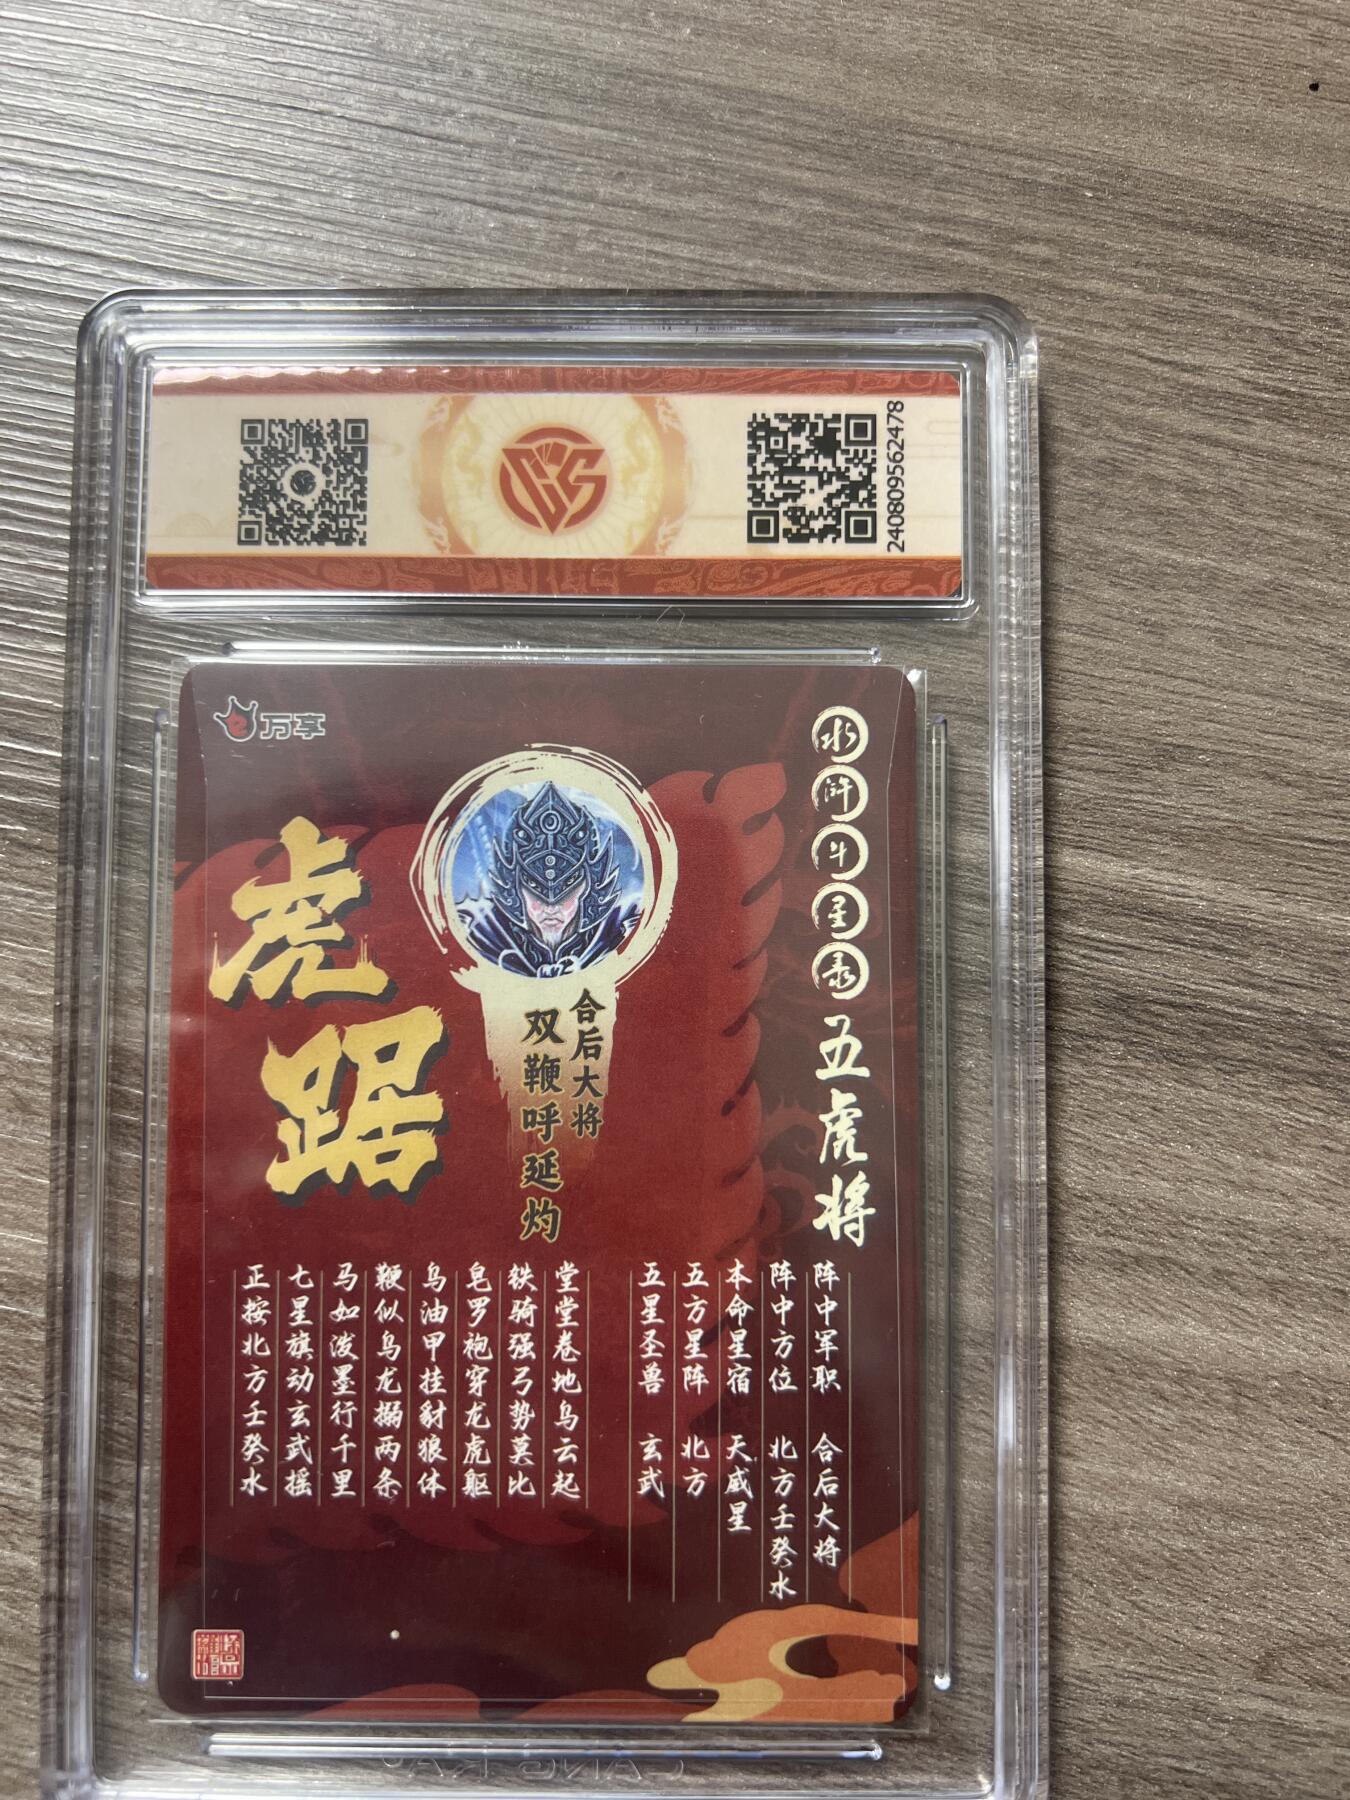 2408809562478
万享
水浒斗星录 五虎将
合后大将
双鞭呼延灼
虎踞
阵中军职 合后大将
阵中方位 北方壬癸水
本命星宿 天威星
五方星阵 北方
五星圣兽 玄武
堂堂卷地乌云起
铁骑强弓势莫比
皂罗袍穿龙虎躯
乌油甲挂豺狼体
鞭似乌龙搦两条
马如泼墨行千里
七星旗动玄武摇
正按北方壬癸水